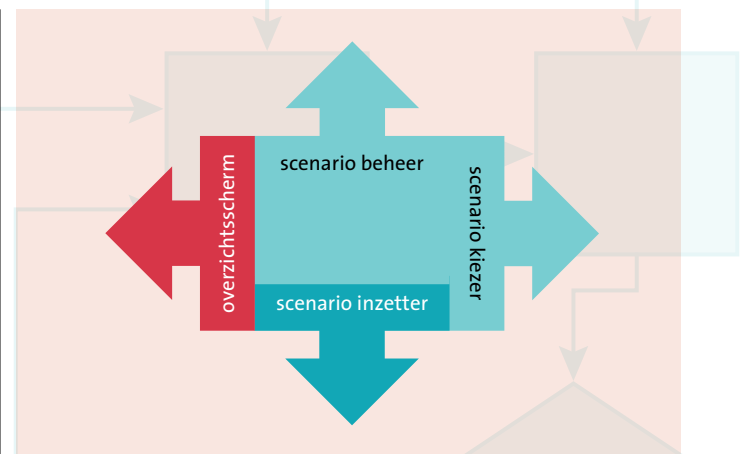 scenario beheer
overzichtsscherm
scenario kiezer
scenario inzetter